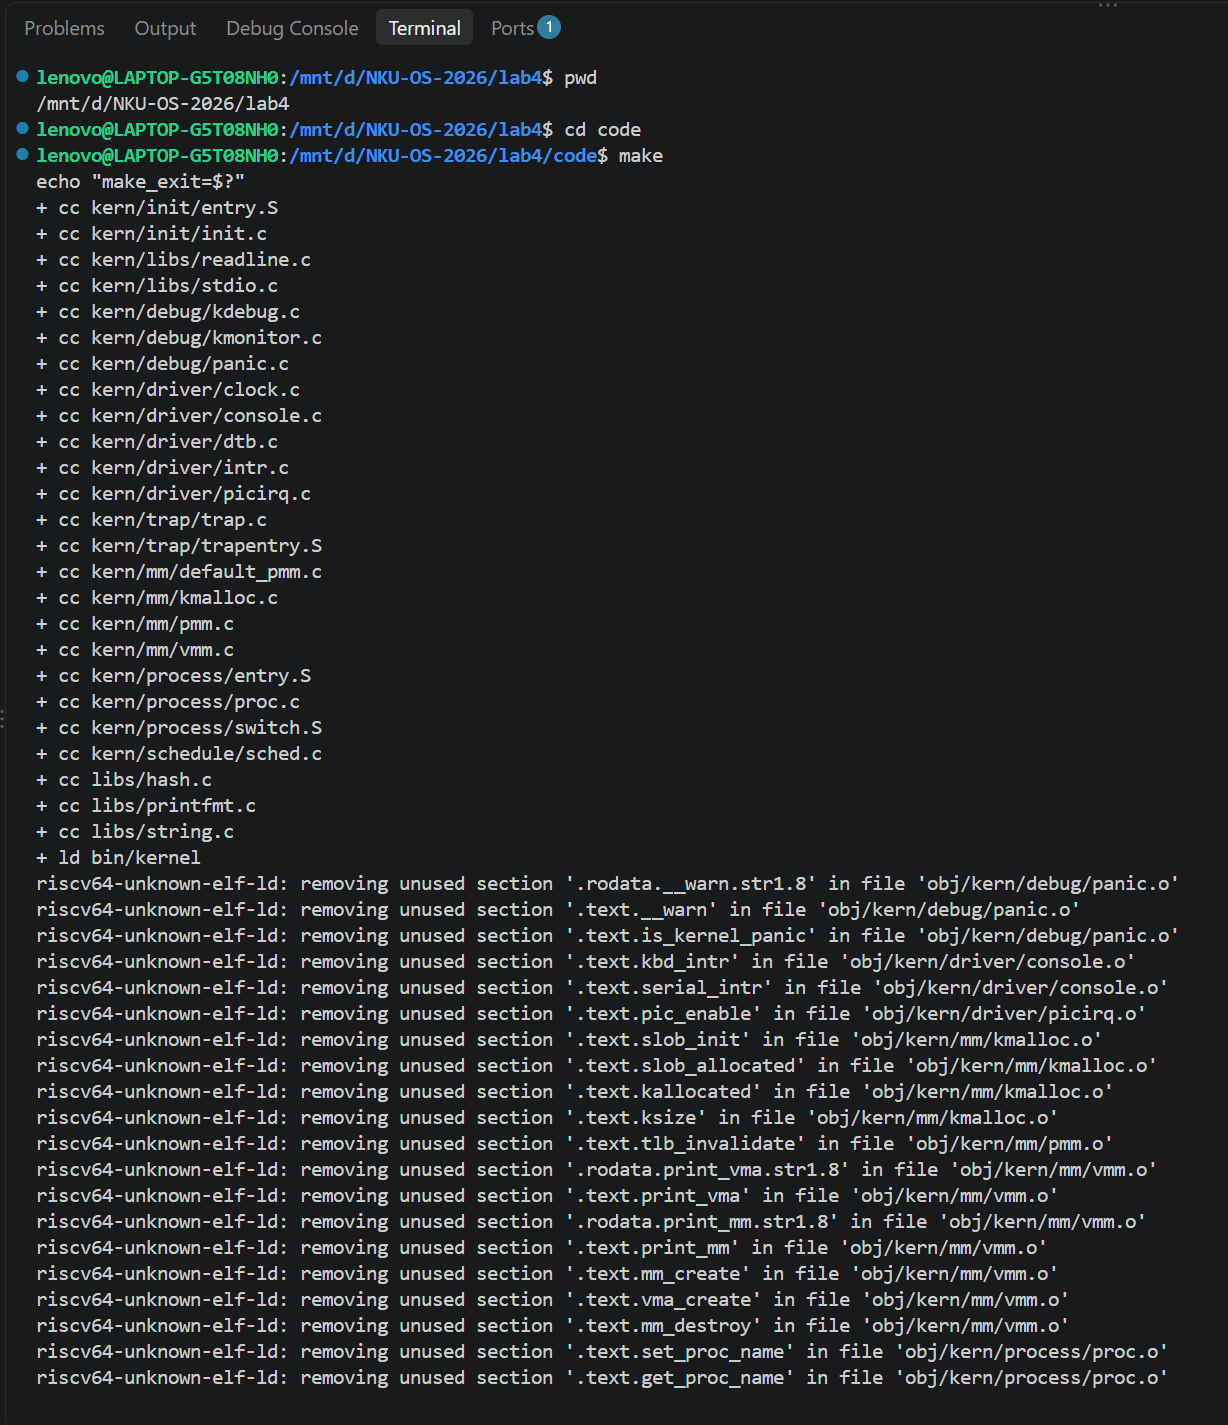 Problems Output Debug Console Terminal Ports 1
lenovo@LAPTOP-G5T08NH0:/mnt/d/NKU-OS-2026/lab4$ pwd
/mnt/d/NKU-OS-2026/lab4
lenovo@LAPTOP-G5T08NH0:/mnt/d/NKU-OS-2026/lab4$ cd code
lenovo@LAPTOP-G5T08NH0:/mnt/d/NKU-OS-2026/lab4/code$ make
echo "make_exit=$?"
+ cc kern/init/entry.S
+ cc kern/init/init.c
+ cc kern/libs/readline.c
+ cc kern/libs/stdio.c
+ cc kern/debug/kdebug.c
+ cc kern/debug/kmonitor.c
+ cc kern/debug/panic.c
+ cc kern/driver/clock.c
+ cc kern/driver/console.c
+ cc kern/driver/dtb.c
+ cc kern/driver/intr.c
+ cc kern/driver/picirq.c
+ cc kern/trap/trap.c
+ cc kern/trap/trapentry.S
+ cc kern/mm/default_pmm.c
+ cc kern/mm/kmalloc.c
+ cc kern/mm/pmm.c
+ cc kern/mm/vmm.c
+ cc kern/process/entry.S
+ cc kern/process/proc.c
+ cc kern/process/switch.S
+ cc kern/schedule/sched.c
+ cc libs/hash.c
+ cc libs/printfmt.c
+ cc libs/string.c
+ ld bin/kernel
riscv64-unknown-elf-ld: removing unused section '.rodata.__warn.str1.8' in file 'obj/kern/debug/panic.o'
riscv64-unknown-elf-ld: removing unused section '.text.__warn' in file 'obj/kern/debug/panic.o'
riscv64-unknown-elf-ld: removing unused section '.text.is_kernel_panic' in file 'obj/kern/debug/panic.o'
riscv64-unknown-elf-ld: removing unused section '.text.kbd_intr' in file 'obj/kern/driver/console.o'
riscv64-unknown-elf-ld: removing unused section '.text.serial_intr' in file 'obj/kern/driver/console.o'
riscv64-unknown-elf-ld: removing unused section '.text.pic_enable' in file 'obj/kern/driver/picirq.o'
riscv64-unknown-elf-ld: removing unused section '.text.slob_init' in file 'obj/kern/mm/kmalloc.o'
riscv64-unknown-elf-ld: removing unused section '.text.slob_allocated' in file 'obj/kern/mm/kmalloc.o'
riscv64-unknown-elf-ld: removing unused section '.text.kallocated' in file 'obj/kern/mm/kmalloc.o'
riscv64-unknown-elf-ld: removing unused section '.text.ksize' in file 'obj/kern/mm/kmalloc.o'
riscv64-unknown-elf-ld: removing unused section '.text.tlb_invalidate' in file 'obj/kern/mm/pmm.o'
riscv64-unknown-elf-ld: removing unused section '.rodata.print_vma.str1.8' in file 'obj/kern/mm/vmm.o'
riscv64-unknown-elf-ld: removing unused section '.text.print_vma' in file 'obj/kern/mm/vmm.o'
riscv64-unknown-elf-ld: removing unused section '.rodata.print_mm.str1.8' in file 'obj/kern/mm/vmm.o'
riscv64-unknown-elf-ld: removing unused section '.text.print_mm' in file 'obj/kern/mm/vmm.o'
riscv64-unknown-elf-ld: removing unused section '.text.mm_create' in file 'obj/kern/mm/vmm.o'
riscv64-unknown-elf-ld: removing unused section '.text.vma_create' in file 'obj/kern/mm/vmm.o'
riscv64-unknown-elf-ld: removing unused section '.text.mm_destroy' in file 'obj/kern/mm/vmm.o'
riscv64-unknown-elf-ld: removing unused section '.text.set_proc_name' in file 'obj/kern/process/proc.o'
riscv64-unknown-elf-ld: removing unused section '.text.get_proc_name' in file 'obj/kern/process/proc.o'